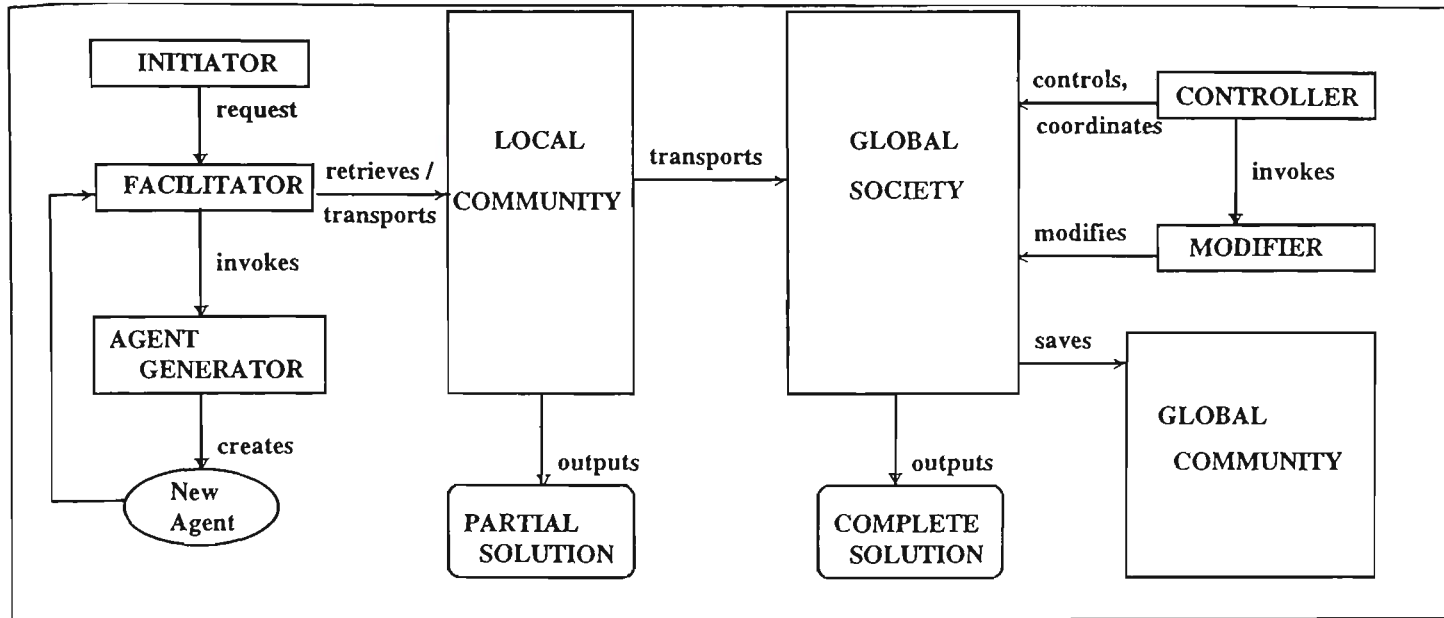 INITIATOR
request
FACILITATOR
retrieves /
transports
invokes
AGENT
GENERATOR
creates
New
Agent
LOCAL
COMMUNITY
transports
outputs
PARTIAL
SOLUTION
GLOBAL
SOCIETY
outputs
COMPLETE
SOLUTION
controls,
coordinates
CONTROLLER
invokes
modifies
MODIFIER
saves
GLOBAL
COMMUNITY